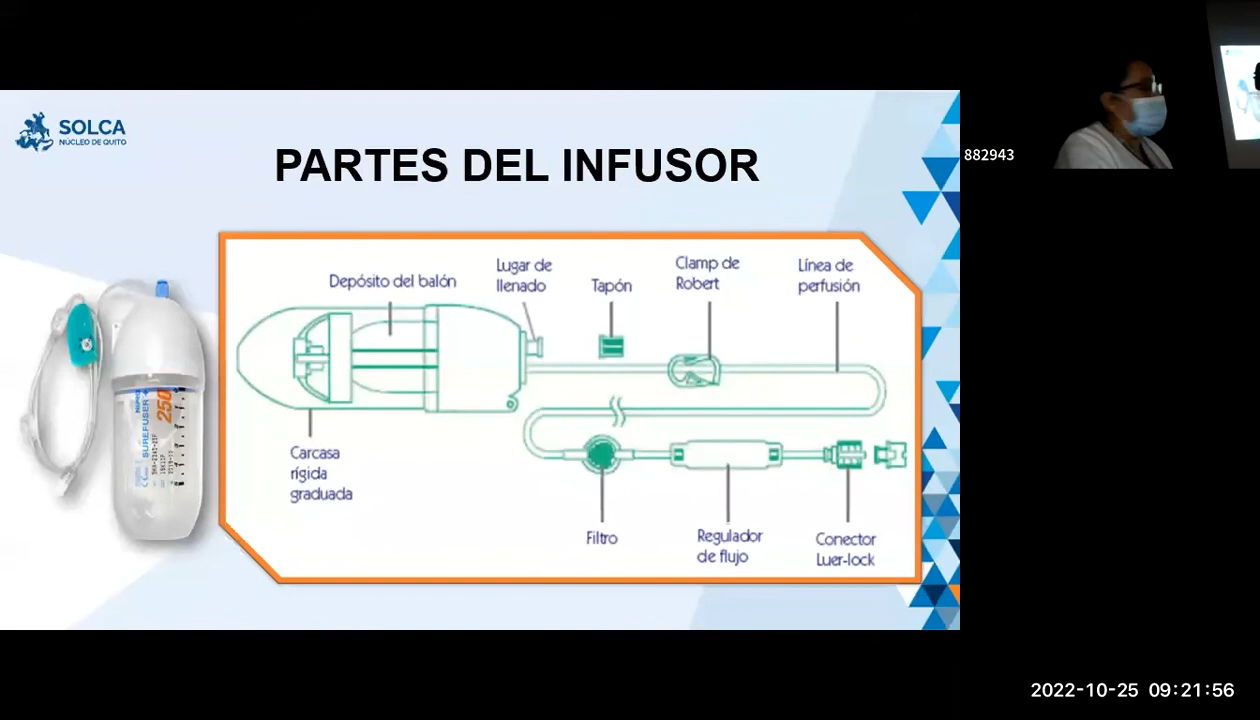 SOLCA
NÚCLEO DE QUITO
PARTES DEL INFUSOR
Depósito del balón
Lugar de
llenado
Tapón
Clamp de
Robert
Línea de
perfusión
Carcasa
rígida
graduada
Filtro
Regulador
de flujo
Conector
Luer-lock
SUREFUSER
250
882943
2022-10-25 09:21:56